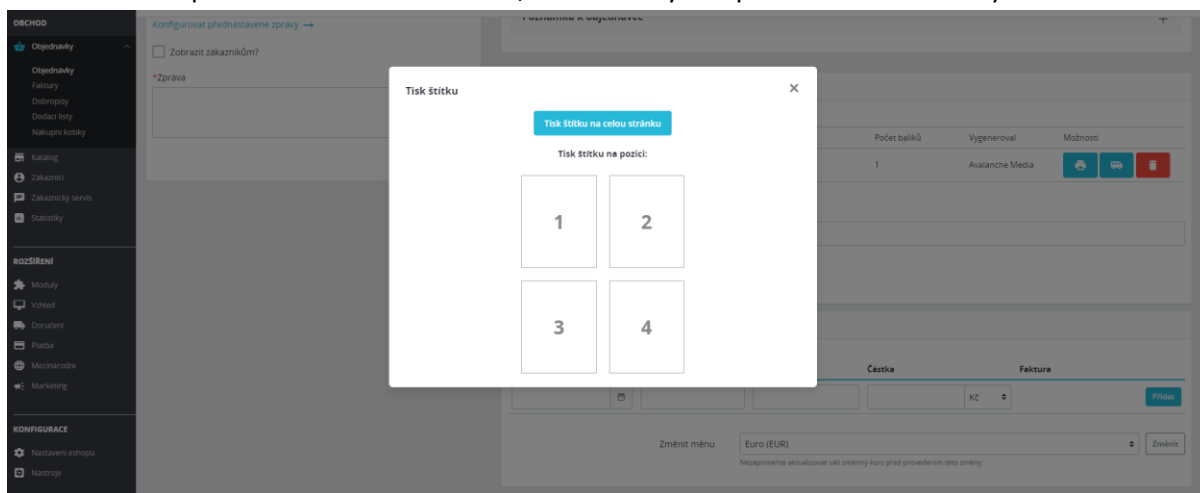 OBCHOD
Objednávky
Objednávky
Faktury
Dobropisy
Dodací listy
Nákupní košíky
Katalog
Zákazníci
Zákaznický servis
Statistiky
ROZŠÍŘENÍ
Moduly
Vzhled
Doručení
Platba
Mezinárodní
Marketing
KONFIGURACE
Nastavení eshopu
Nástroje
Konfigurovat přednastavené zprávy →
Zobrazit zákazníkům?
*Zpráva
Poznámka k objednávce
Tisk štítku
×
Tisk štítku na celou stránku
Tisk štítku na pozici:
1 2
3 4
Počet balíků Vygeneroval Možnosti
1 Avalanche Media
Částka Faktura
Kč Přidat
Změnit měnu Euro (EUR) Změnit
Nezapomeňte aktualizovat váš směnný kurz před provedením této změny.